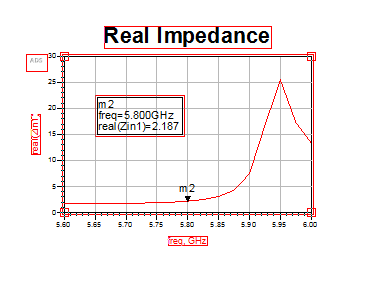 Real Impedance
ADS
30
25
20
15
10
5
0
real(Zin1)
m2
freq=5.800GHz
real(Zin1)=2.187
m2
5.60 5.65 5.70 5.75 5.80 5.85 5.90 5.95 6.00
freq, GHz